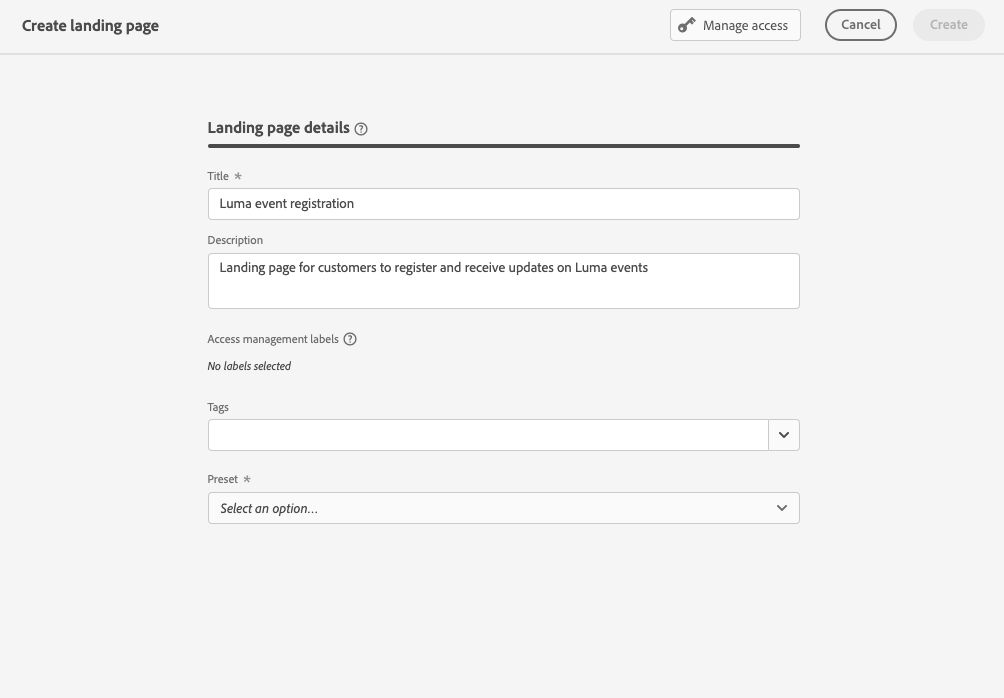 Create landing page
Manage access
Cancel
Create
Landing page details
Title *
Luma event registration
Description
Landing page for customers to register and receive updates on Luma events
Access management labels
No labels selected
Tags
Preset *
Select an option...